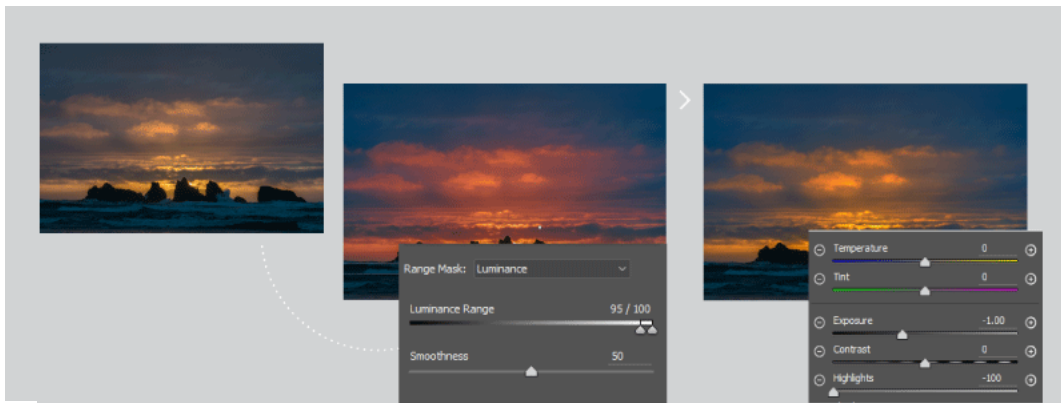 Range Mask: Luminance
Luminance Range 95 / 100
Smoothness 50
Temperature 0
Tint 0
Exposure -1.00
Contrast 0
Highlights -100